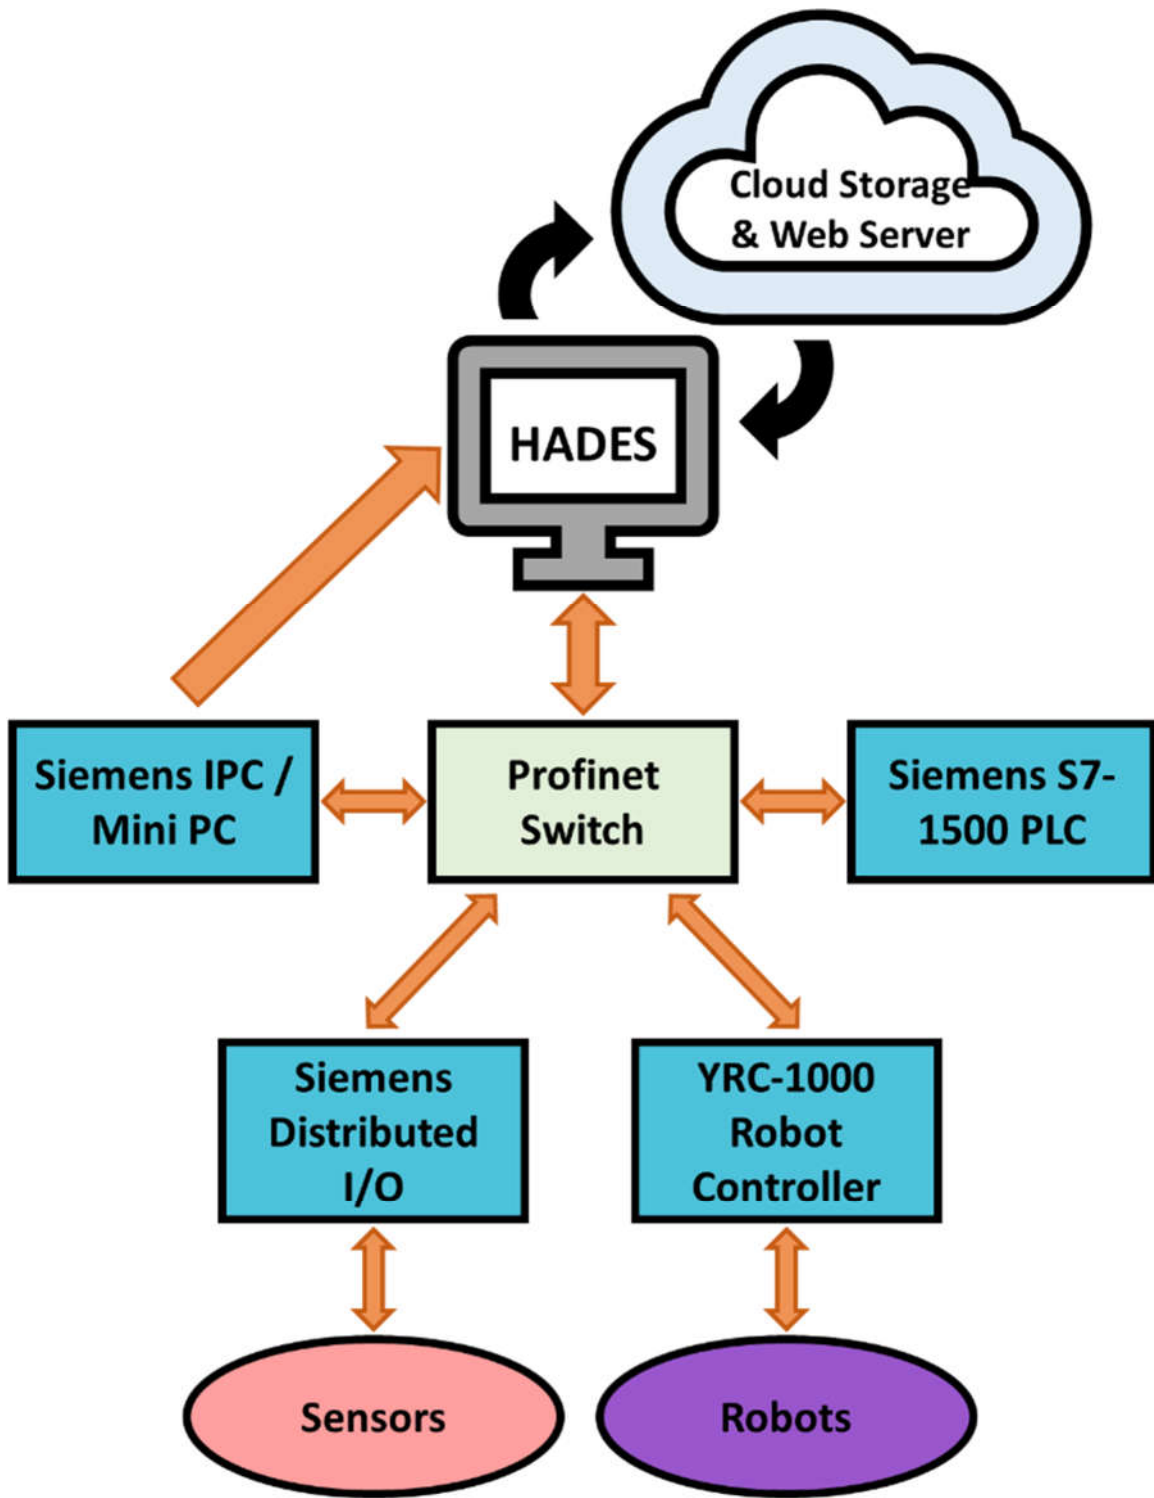 Cloud Storage
& Web Server
HADES
Siemens IPC /
Mini PC
Profinet
Switch
Siemens S7-
1500 PLC
Siemens
Distributed
I/O
YRC-1000
Robot
Controller
Sensors
Robots